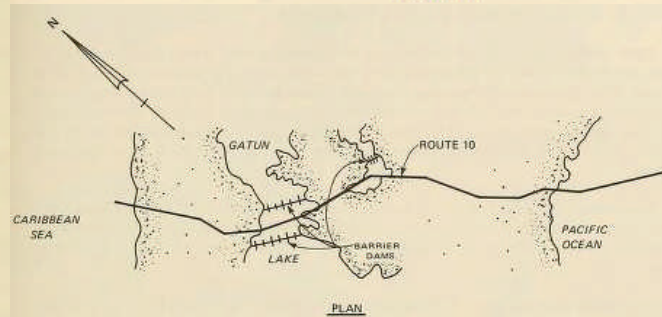 N
GATUN
ROUTE 10
CARIBBEAN
SEA
PACIFIC
OCEAN
BARRIER
DAMS
LAKE
PLAN